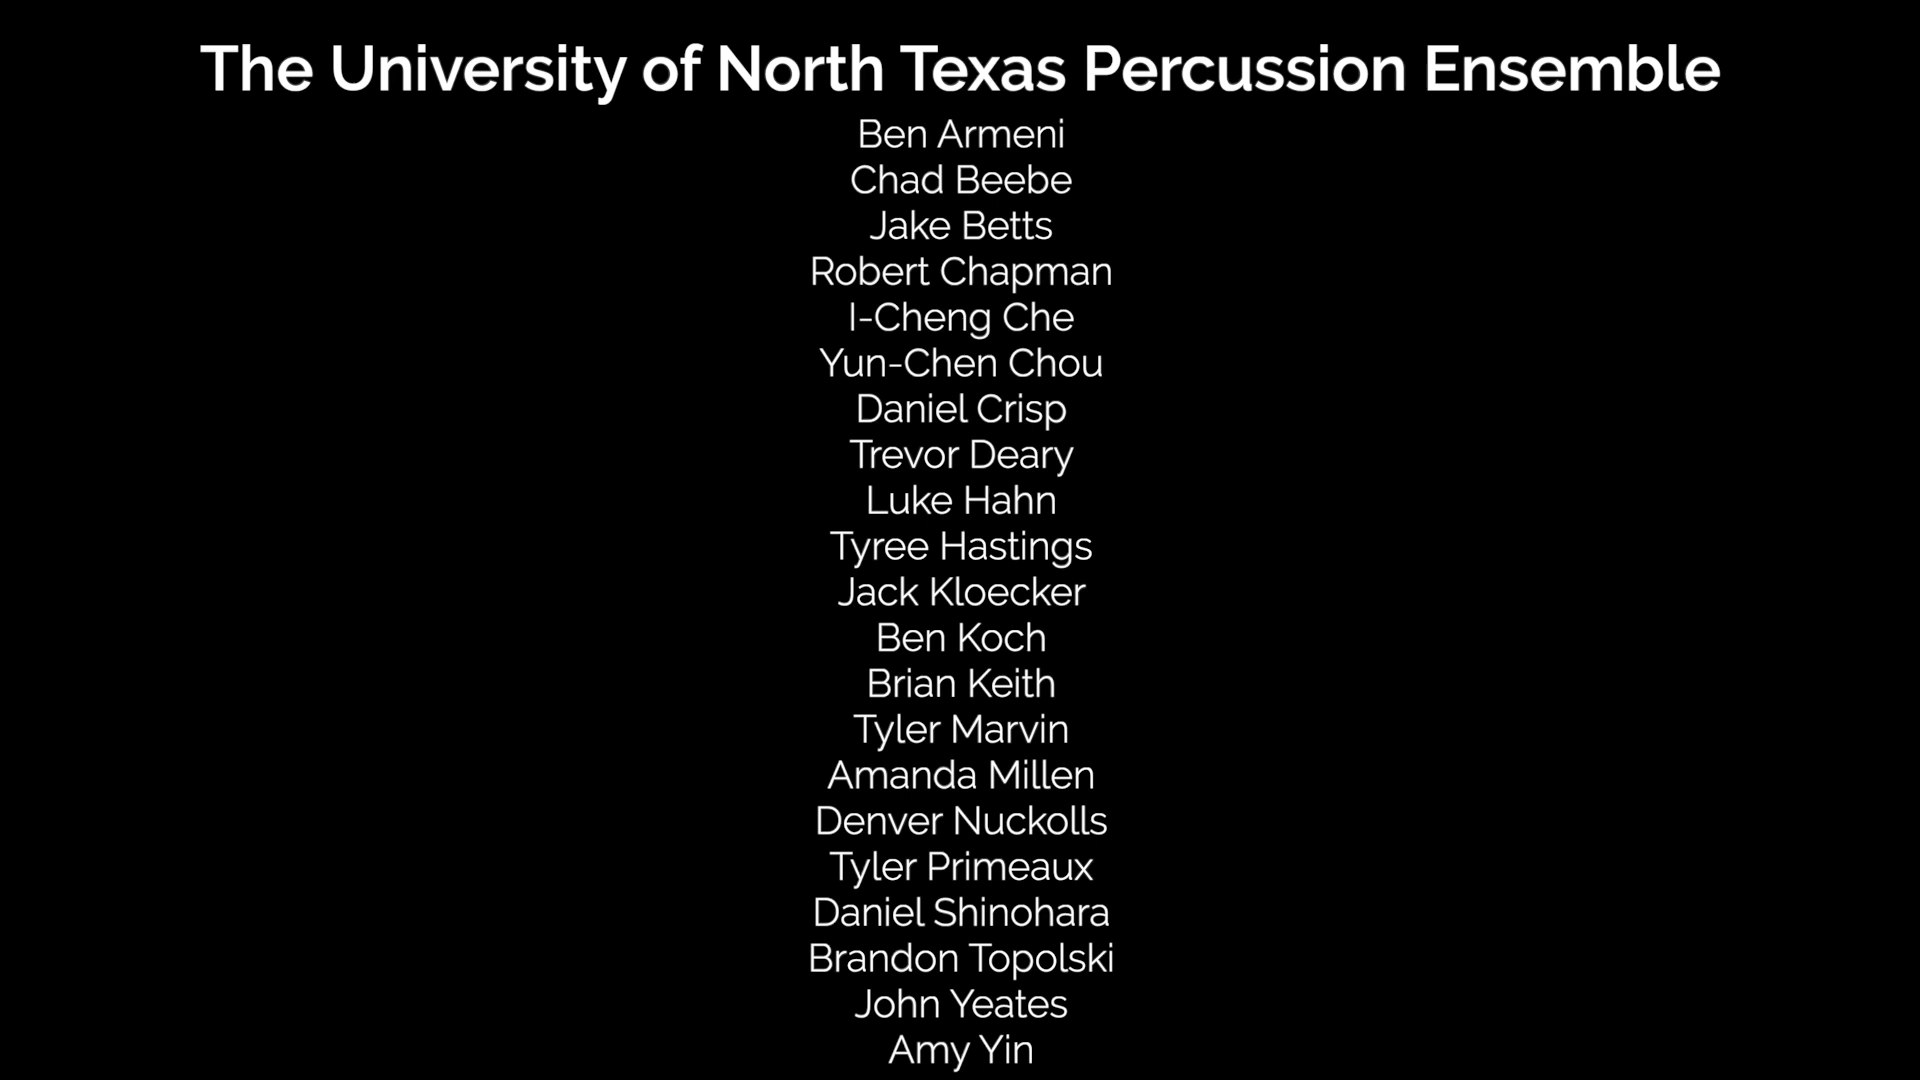 The University of North Texas Percussion Ensemble
Ben Armeni
Chad Beebe
Jake Betts
Robert Chapman
I-Cheng Che
Yun-Chen Chou
Daniel Crisp
Trevor Deary
Luke Hahn
Tyree Hastings
Jack Kloecker
Ben Koch
Brian Keith
Tyler Marvin
Amanda Millen
Denver Nuckolls
Tyler Primeaux
Daniel Shinohara
Brandon Topolski
John Yeates
Amy Yin